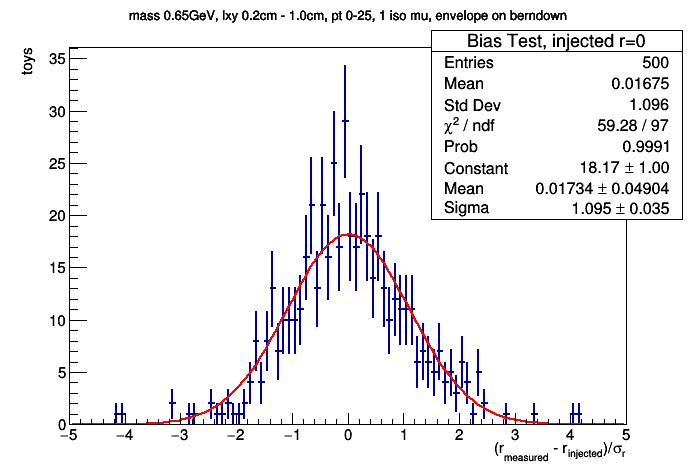 mass 0.65GeV, lxy 0.2cm - 1.0cm, pt 0-25, 1 iso mu, envelope on berndown
toys
Bias Test, injected r=0
Entries 500
Mean 0.01675
Std Dev 1.096
χ² / ndf 59.28 / 97
Prob 0.9991
Constant 18.17 ± 1.00
Mean 0.01734 ± 0.04904
Sigma 1.095 ± 0.035
35
30
25
20
15
10
5
0
−5 −4 −3 −2 −1 0 1 2 3 4 5
(r_measured - r_injected)/σ_r